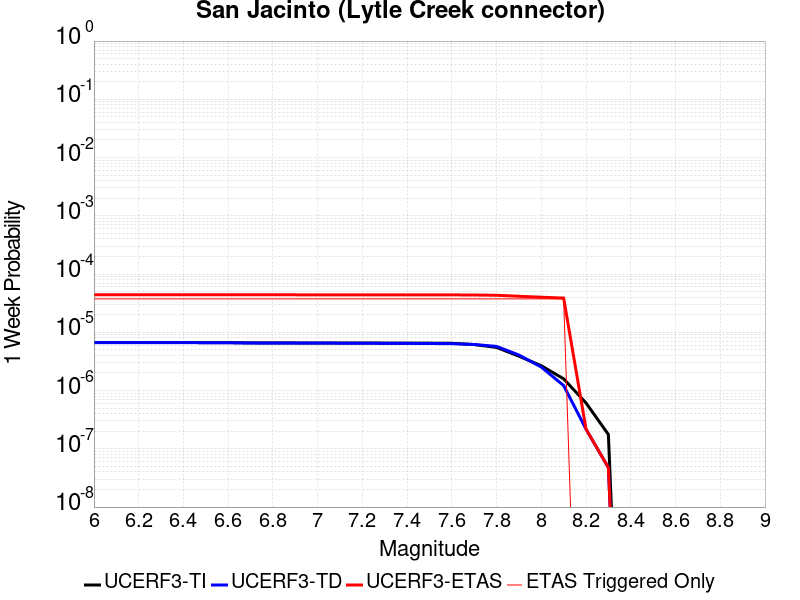 San Jacinto (Lytle Creek connector)
10^0
10^-1
10^-2
10^-3
10^-4
10^-5
10^-6
10^-7
10^-8
1 Week Probability
6 6.2 6.4 6.6 6.8 7 7.2 7.4 7.6 7.8 8 8.2 8.4 8.6 8.8 9
Magnitude
UCERF3-TI UCERF3-TD UCERF3-ETAS ETAS Triggered Only